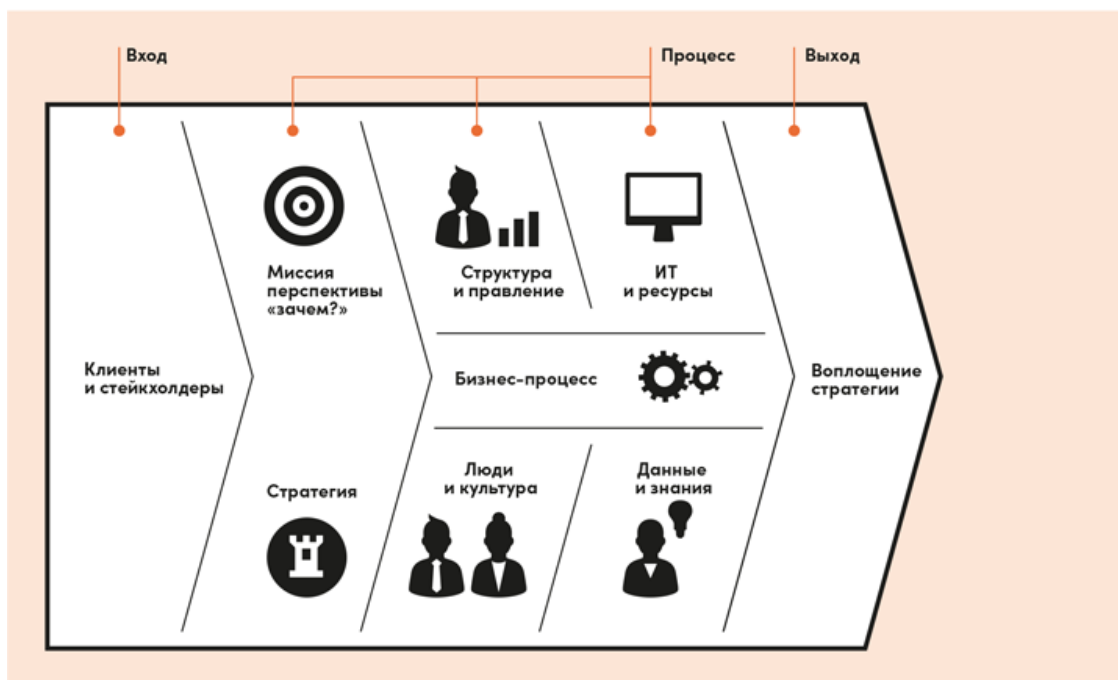 Вход
Процесс
Выход
Миссия
перспективы
«зачем?»
Структура
и правление
ИТ
и ресурсы
Клиенты
и стейкхолдеры
Бизнес-процесс
Воплощение
стратегии
Стратегия
Люди
и культура
Данные
и знания